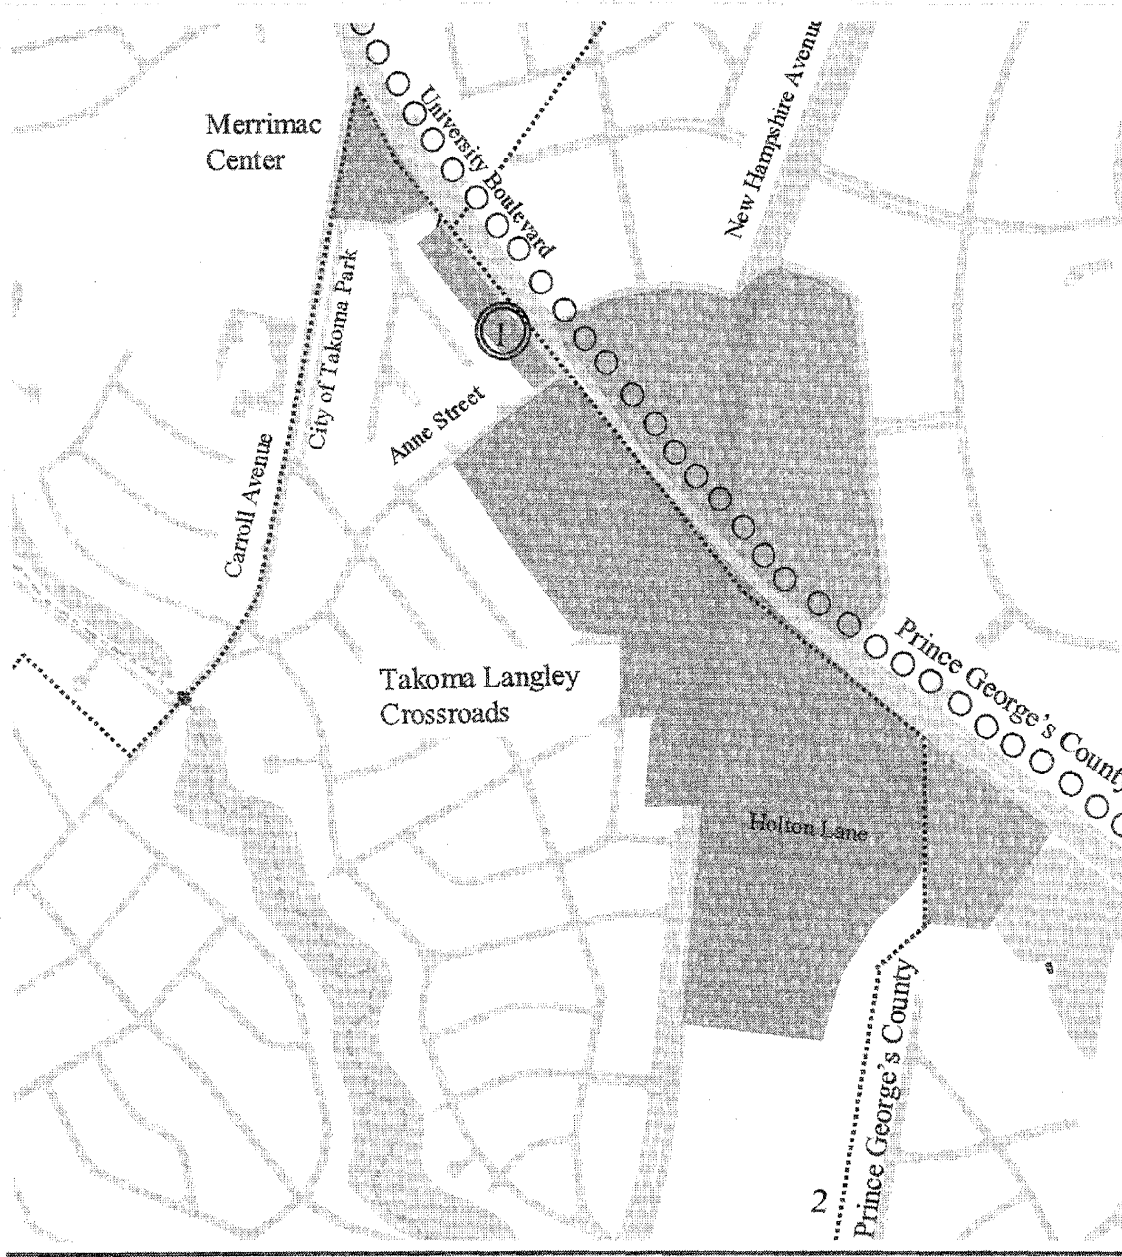 University Boulevard
New Hampshire Avenue
Merrimac
Center
City of Takoma Park
1
Anne Street
Carroll Avenue
Prince George's County
Takoma Langley
Crossroads
Holton Lane
Prince George's County
2